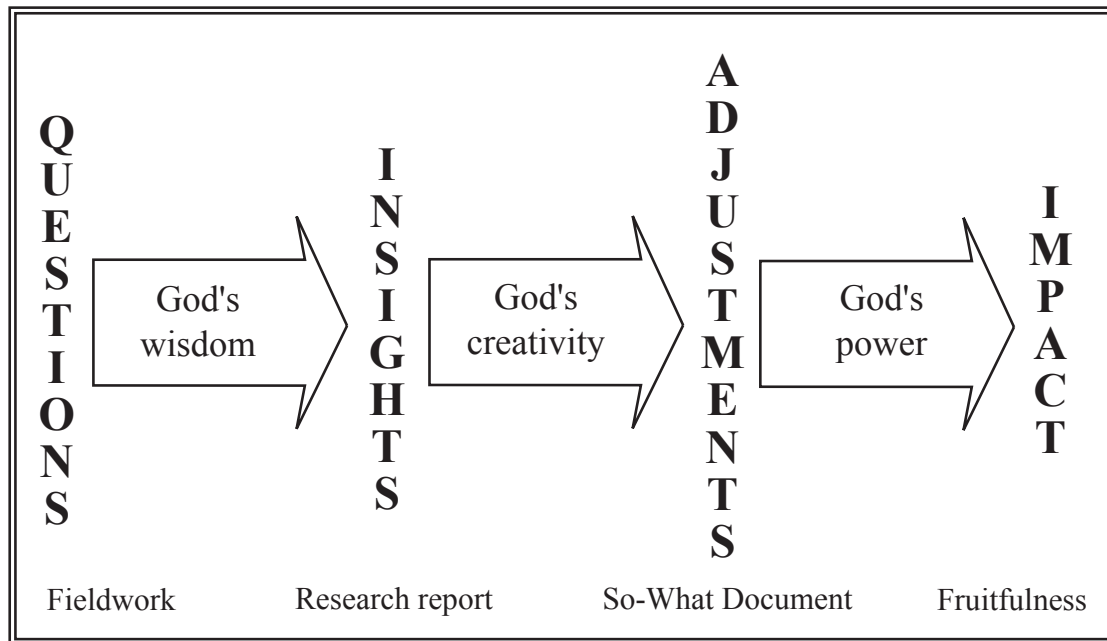 QUESTIONS
God's
wisdom
INSIGHTS
God's
creativity
ADJUSTMENTS
God's
power
IMPACT
Fieldwork
Research report
So-What Document
Fruitfulness